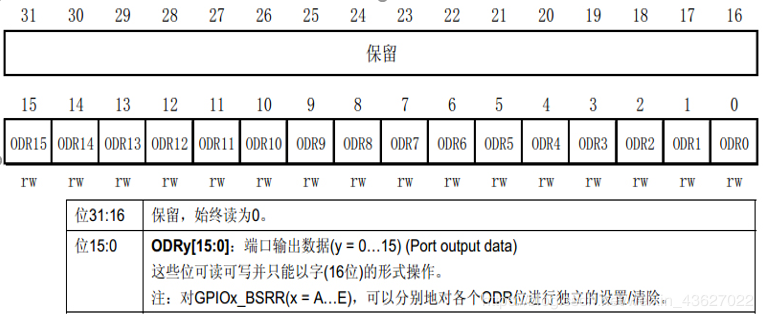 31 30 29 28 27 26 25 24 23 22 21 20 19 18 17 16
保留
15 14 13 12 11 10 9 8 7 6 5 4 3 2 1 0
ODR15 ODR14 ODR13 ODR12 ODR11 ODR10 ODR9 ODR8 ODR7 ODR6 ODR5 ODR4 ODR3 ODR2 ODR1 ODR0
rw rw rw rw rw rw rw rw rw rw rw rw rw rw rw rw
位31:16 保留，始终读为0。
位15:0 ODRy[15:0]：端口输出数据(y = 0…15) (Port output data)
这些位可读可写并只能以字(16位)的形式操作。
注：对GPIOx_BSRR(x = A…E)，可以分别地对各个ODR位进行独立的设置/清除。
_43627022